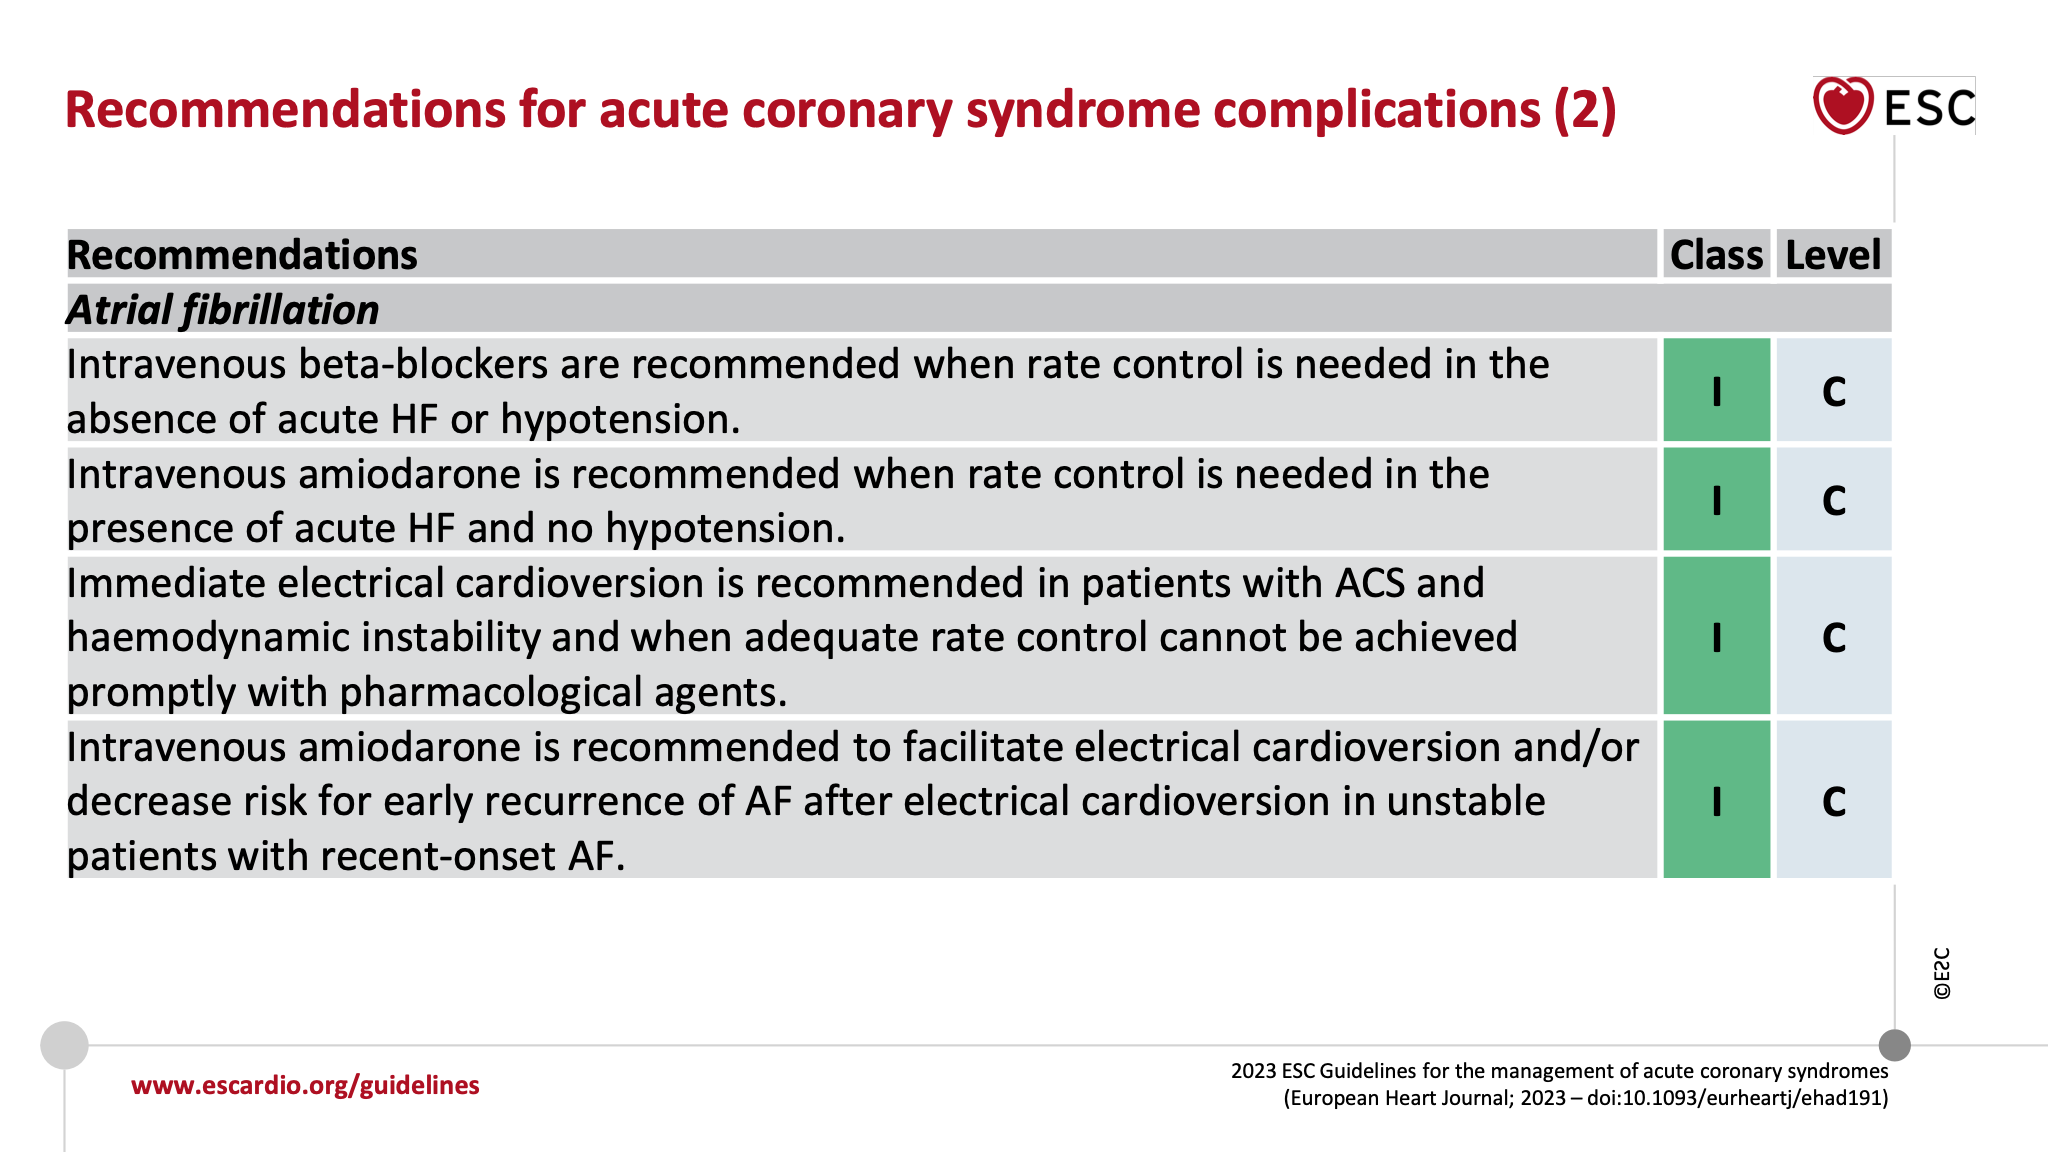 Recommendations for acute coronary syndrome complications (2)
ESC
Recommendations Class Level
Atrial fibrillation
Intravenous beta-blockers are recommended when rate control is needed in the
absence of acute HF or hypotension.
I C
Intravenous amiodarone is recommended when rate control is needed in the
presence of acute HF and no hypotension.
I C
Immediate electrical cardioversion is recommended in patients with ACS and
haemodynamic instability and when adequate rate control cannot be achieved
promptly with pharmacological agents.
I C
Intravenous amiodarone is recommended to facilitate electrical cardioversion and/or
decrease risk for early recurrence of AF after electrical cardioversion in unstable
patients with recent-onset AF.
I C
©ESC
www.escardio.org/guidelines
2023 ESC Guidelines for the management of acute coronary syndromes
(European Heart Journal; 2023 – doi:10.1093/eurheartj/ehad191)